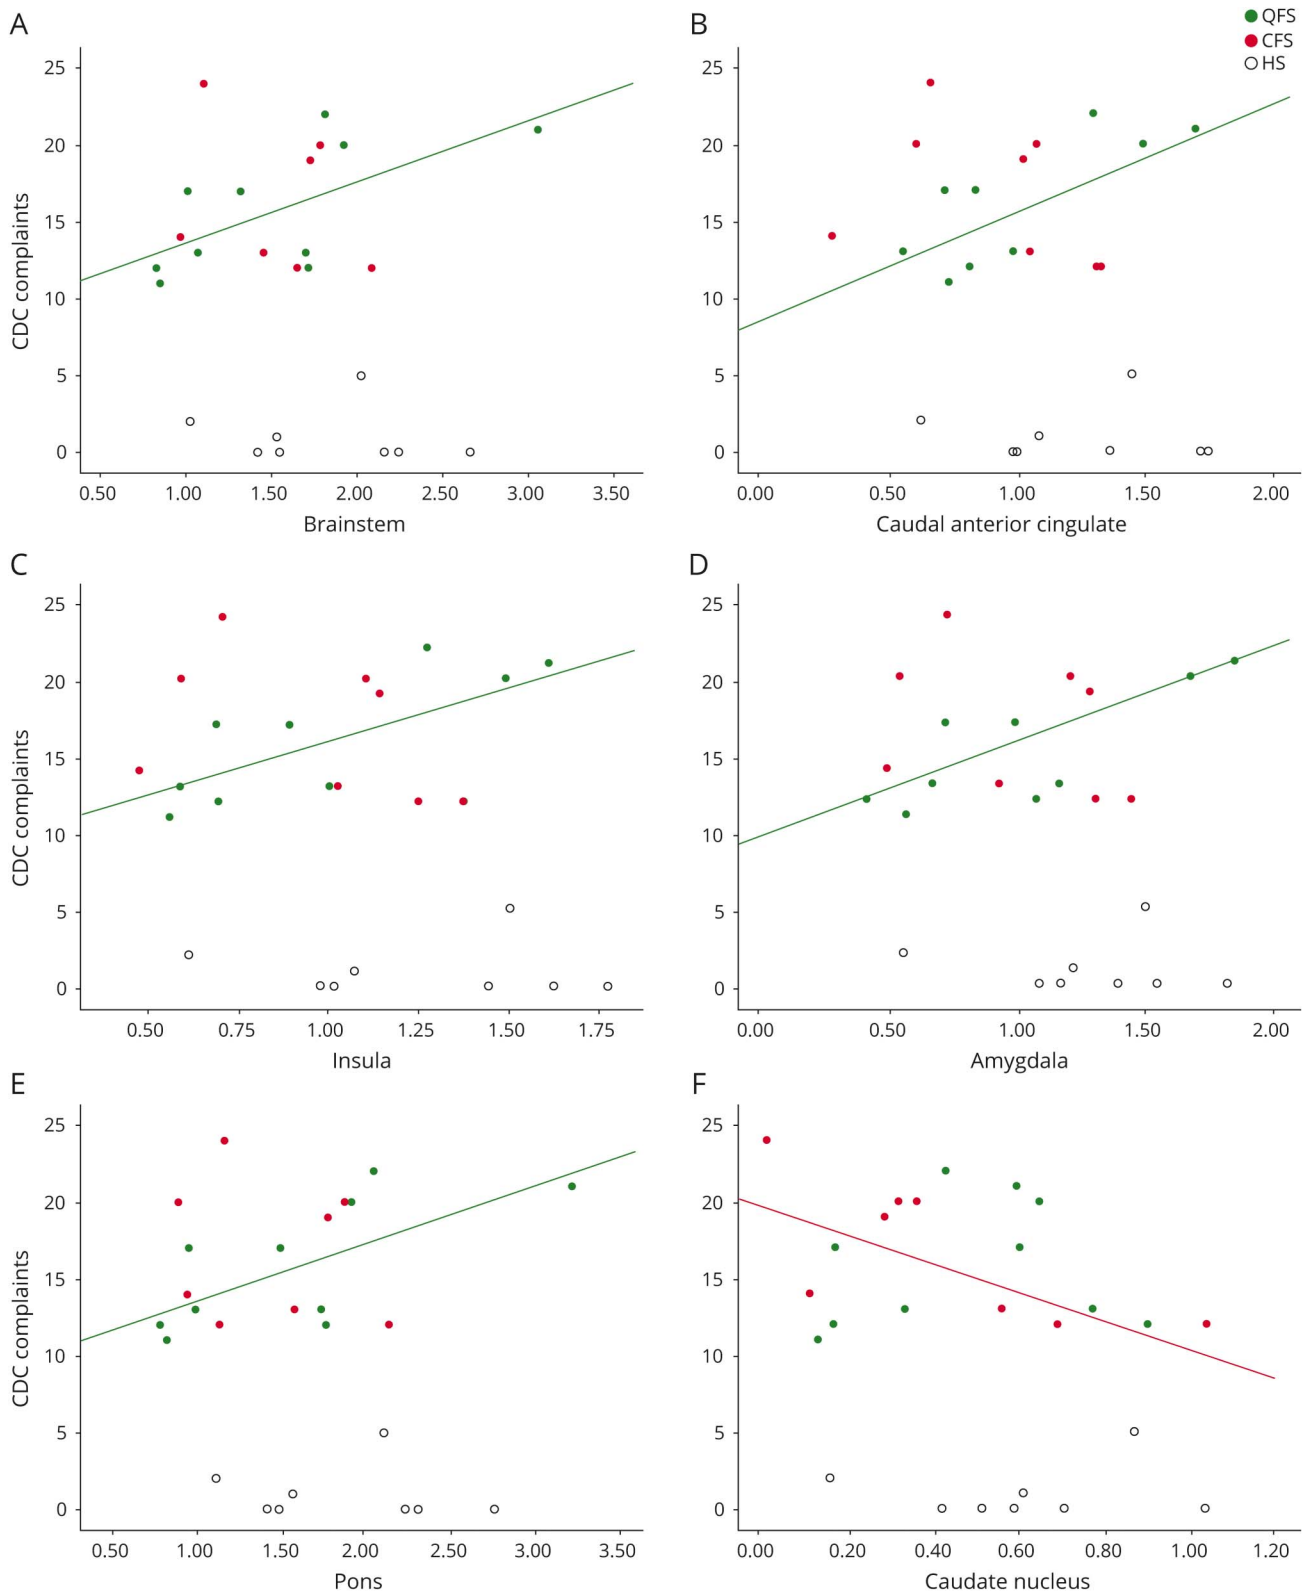 A
B
QFS
CFS
HS
25
20
15
10
5
0
CDC complaints
0.50 1.00 1.50 2.00 2.50 3.00 3.50
Brainstem
25
20
15
10
5
0
0.00 0.50 1.00 1.50 2.00
Caudal anterior cingulate
C
25
20
15
10
5
0
CDC complaints
0.50 0.75 1.00 1.25 1.50 1.75
Insula
D
25
20
15
10
5
0
0.00 0.50 1.00 1.50 2.00
Amygdala
E
25
20
15
10
5
0
CDC complaints
0.50 1.00 1.50 2.00 2.50 3.00 3.50
Pons
F
25
20
15
10
5
0
0.00 0.20 0.40 0.60 0.80 1.00 1.20
Caudate nucleus